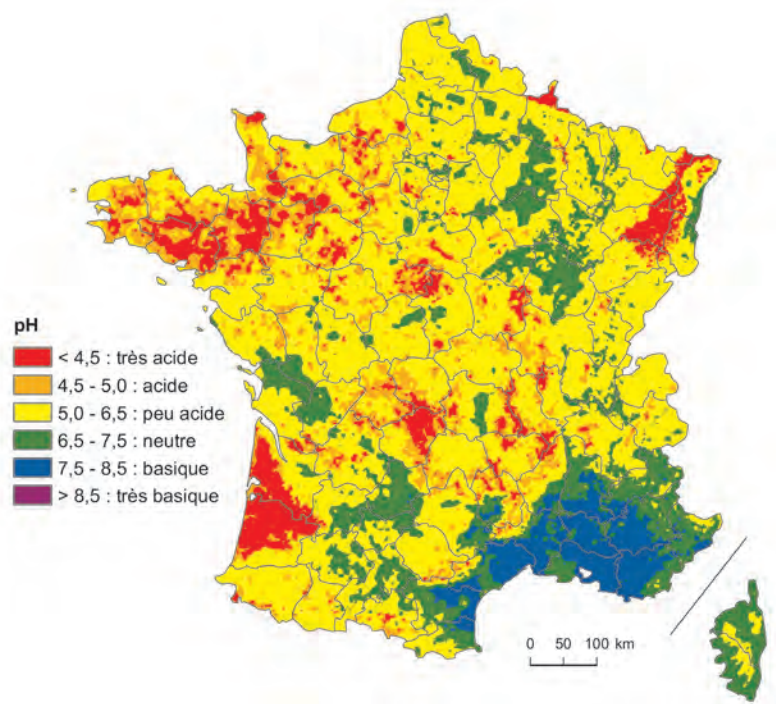 pH
< 4,5 : très acide
4,5 - 5,0 : acide
5,0 - 6,5 : peu acide
6,5 - 7,5 : neutre
7,5 - 8,5 : basique
> 8,5 : très basique
0 50 100 km